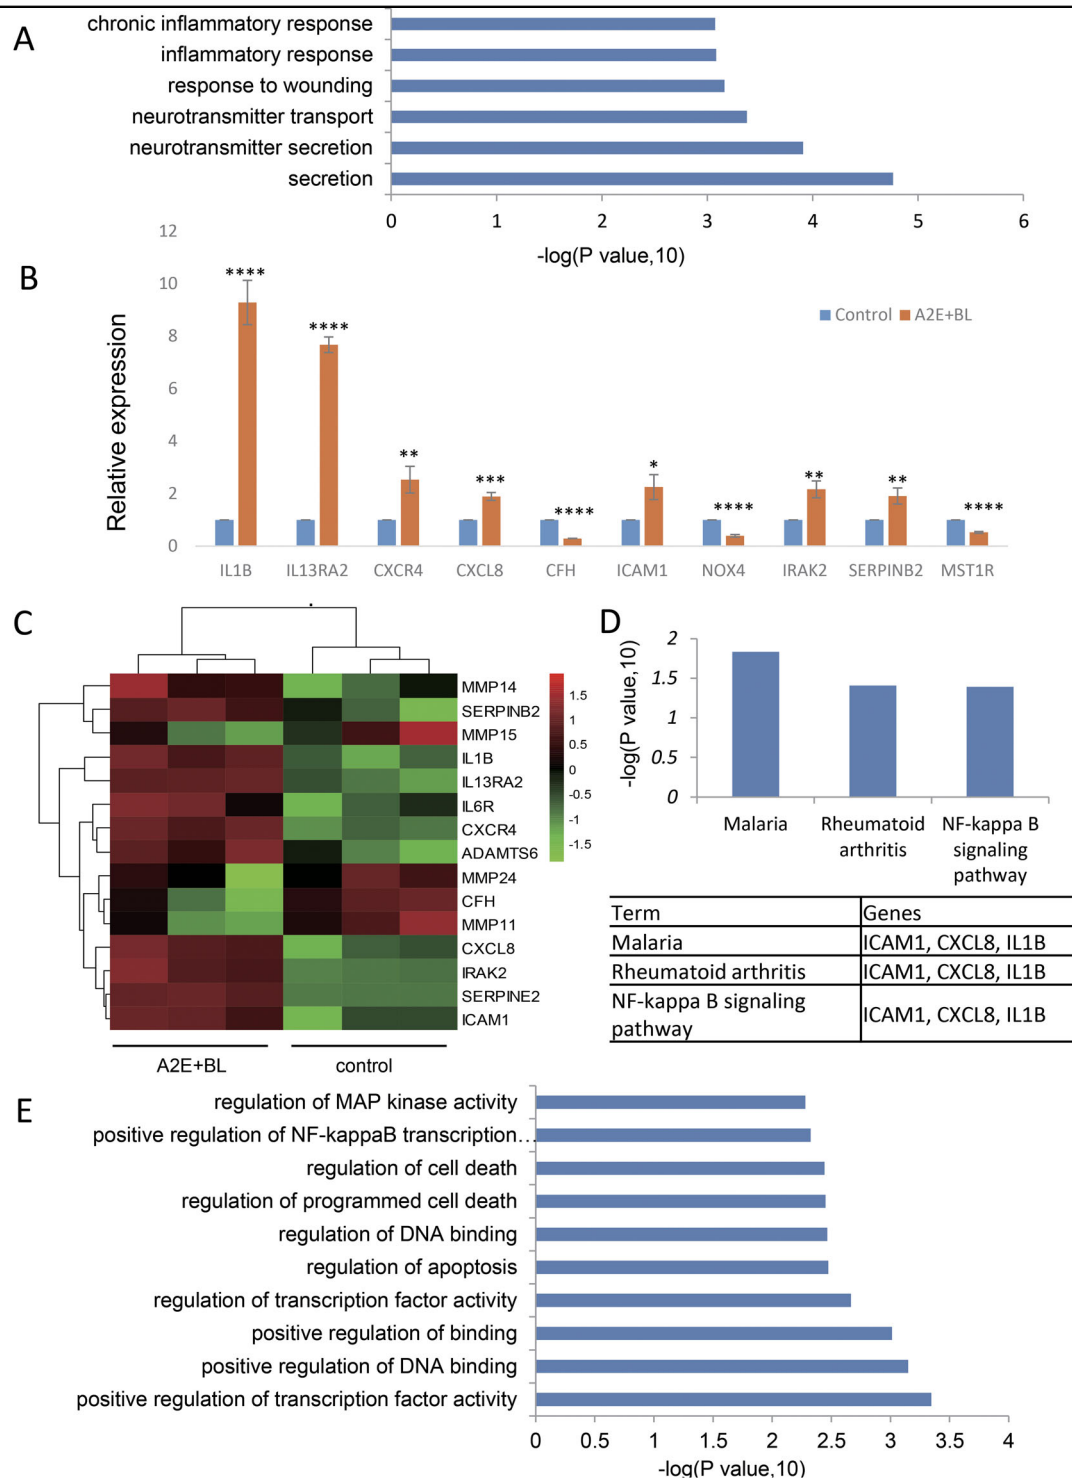 A
chronic inflammatory response
inflammatory response
response to wounding
neurotransmitter transport
neurotransmitter secretion
secretion
0 1 2 3 4 5 6
-log(P value,10)
B
Relative expression
12
10
8
6
4
2
0
Control A2E+BL
**** **** ** *** **** * **** ** ** ****
IL1B IL13RA2 CXCR4 CXCL8 CFH ICAM1 NOX4 IRAK2 SERPINB2 MST1R
C
MMP14
SERPINB2
MMP15
IL1B
IL13RA2
IL6R
CXCR4
ADAMTS6
MMP24
CFH
MMP11
CXCL8
IRAK2
SERPINE2
ICAM1
1.5
1
0.5
0
-0.5
-1
-1.5
A2E+BL control
D
-log(P value,10)
2
1.5
1
0.5
0
Malaria Rheumatoid NF-kappa B
arthritis signaling
pathway
Term Genes
Malaria ICAM1, CXCL8, IL1B
Rheumatoid arthritis ICAM1, CXCL8, IL1B
NF-kappa B signaling
pathway ICAM1, CXCL8, IL1B
E
regulation of MAP kinase activity
positive regulation of NF-kappaB transcription…
regulation of cell death
regulation of programmed cell death
regulation of DNA binding
regulation of apoptosis
regulation of transcription factor activity
positive regulation of binding
positive regulation of DNA binding
positive regulation of transcription factor activity
0 0.5 1 1.5 2 2.5 3 3.5 4
-log(P value,10)